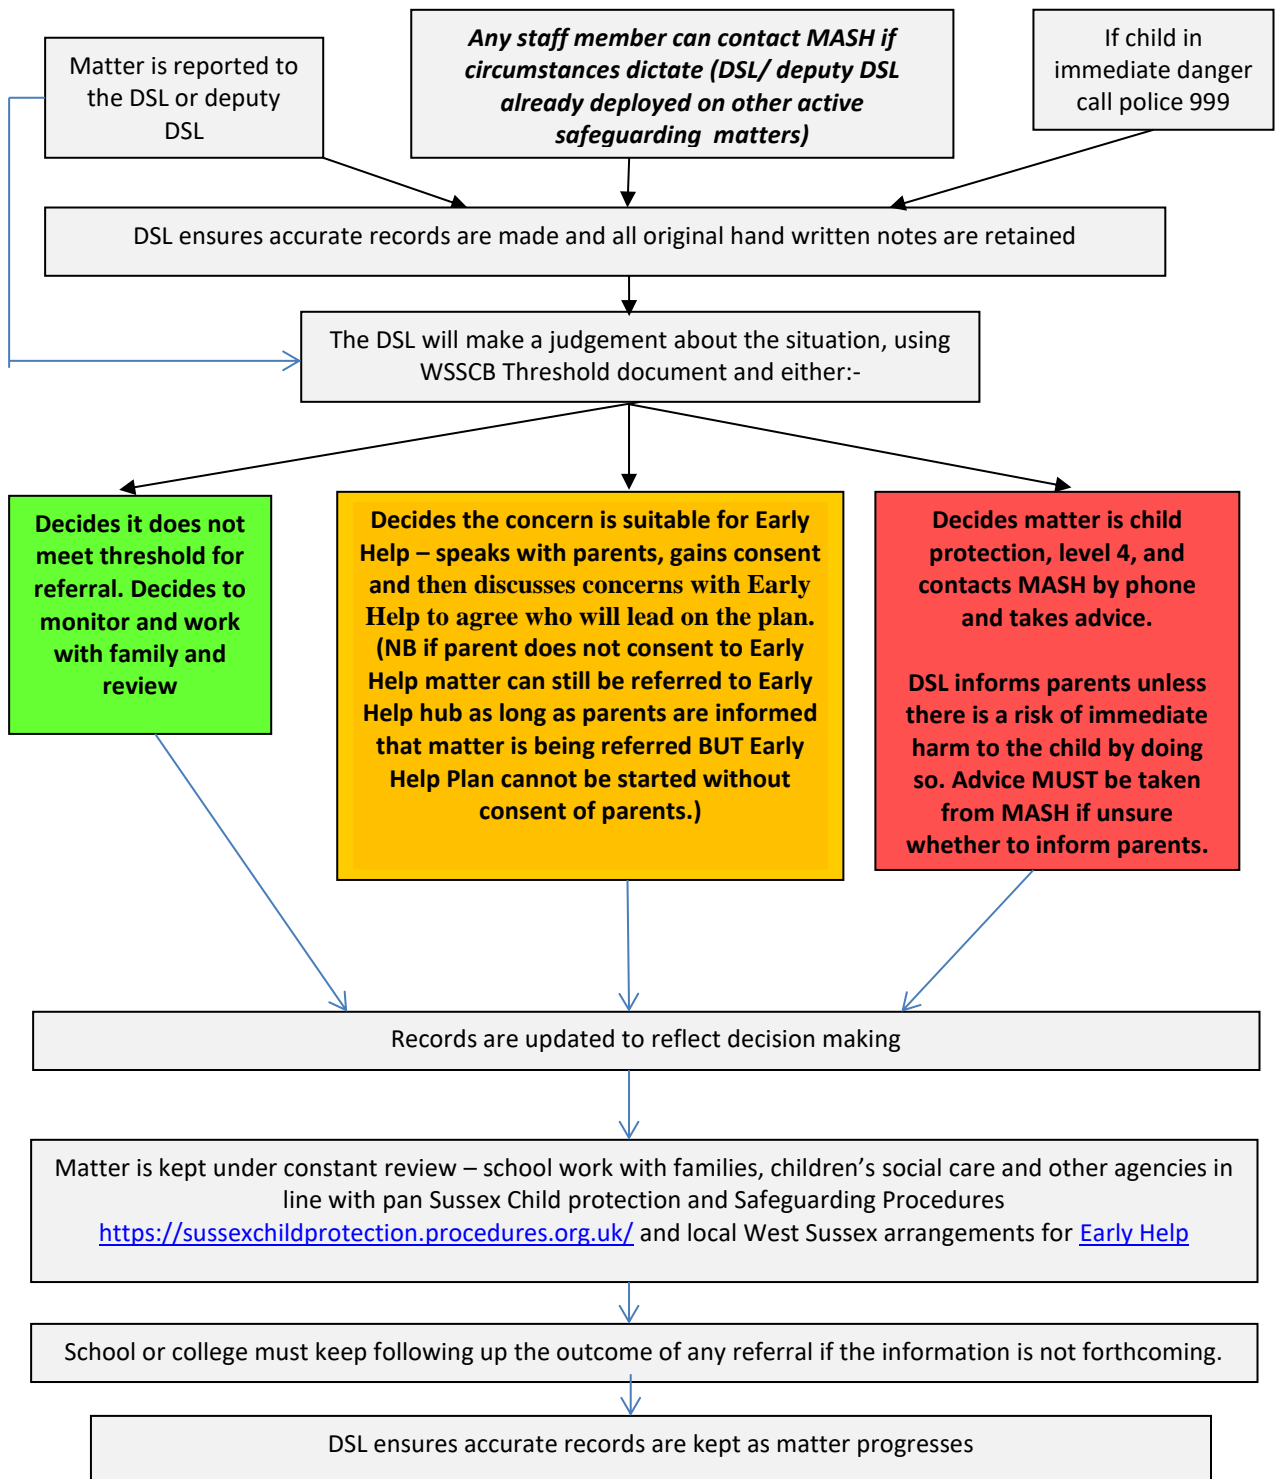 Matter is reported to
the DSL or deputy
DSL
Any staff member can contact MASH if
circumstances dictate (DSL/ deputy DSL
already deployed on other active
safeguarding  matters)
If child in
immediate danger
call police 999
DSL ensures accurate records are made and all original hand written notes are retained
The DSL will make a judgement about the situation, using
WSSCB Threshold document and either:-
Decides it does not
meet threshold for
referral. Decides to
monitor and work
with family and
review
Decides the concern is suitable for Early
Help – speaks with parents, gains consent
and then discusses concerns with Early
Help to agree who will lead on the plan.
(NB if parent does not consent to Early
Help matter can still be referred to Early
Help hub as long as parents are informed
that matter is being referred BUT Early
Help Plan cannot be started without
consent of parents.)
Decides matter is child
protection, level 4, and
contacts MASH by phone
and takes advice.
DSL informs parents unless
there is a risk of immediate
harm to the child by doing
so. Advice MUST be taken
from MASH if unsure
whether to inform parents.
Records are updated to reflect decision making
Matter is kept under constant review – school work with families, children’s social care and other agencies in
line with pan Sussex Child protection and Safeguarding Procedures
https://sussexchildprotection.procedures.org.uk/ and local West Sussex arrangements for Early Help
School or college must keep following up the outcome of any referral if the information is not forthcoming.
DSL ensures accurate records are kept as matter progresses